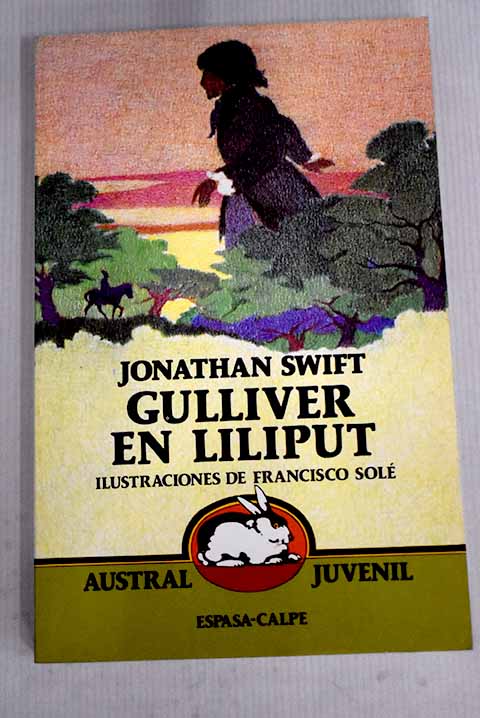 JONATHAN SWIFT
GULLIVER
EN LILIPUT
ILUSTRACIONES DE FRANCISCO SOLÉ
AUSTRAL JUVENIL
ESPASA-CALPE